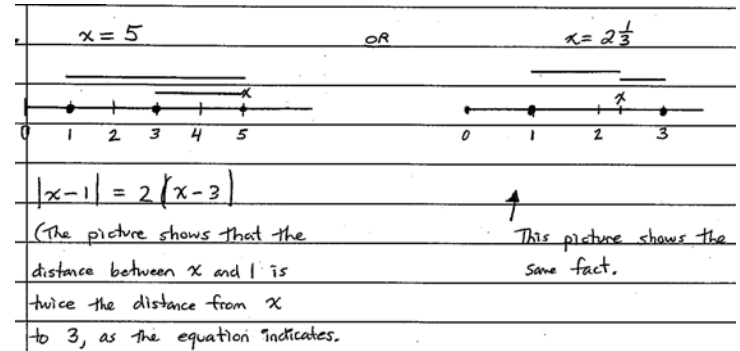 x = 5 OR x = 2 1/3
x x
0 1 2 3 4 5 0 1 2 3
|x-1| = 2|x-3|
(The picture shows that the
distance between x and 1 is
twice the distance from x
to 3, as the equation indicates.
This picture shows the
same fact.